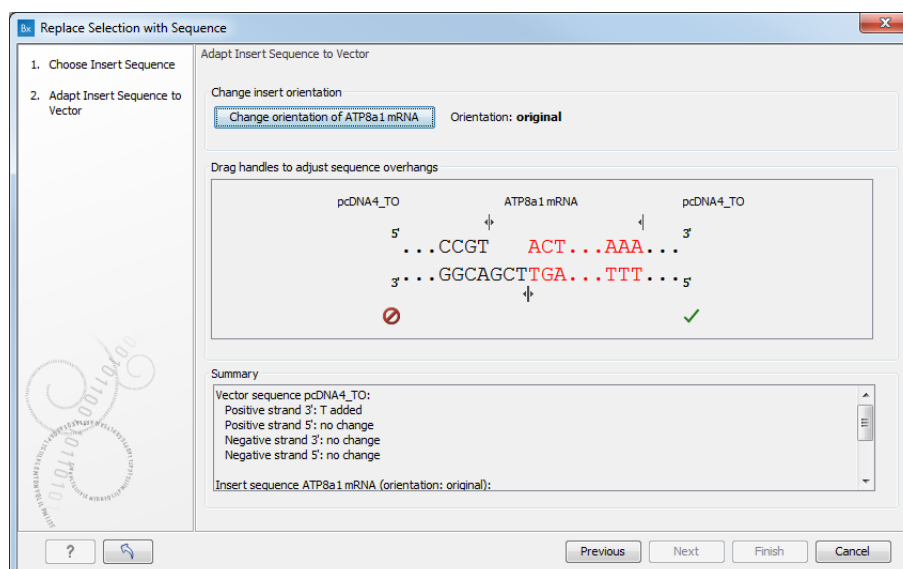 Bx Replace Selection with Sequence
X
1. Choose Insert Sequence
2. Adapt Insert Sequence to
Vector
Adapt Insert Sequence to Vector
Change insert orientation
Change orientation of ATP8a1 mRNA Orientation: original
Drag handles to adjust sequence overhangs
pcDNA4_TO ATP8a1 mRNA pcDNA4_TO
5' 3'
...CCGT ACT...AAA...
3'...GGCAGCTTGA...TTT...5'
Summary
Vector sequence pcDNA4_TO:
Positive strand 3': T added
Positive strand 5': no change
Negative strand 3': no change
Negative strand 5': no change
Insert sequence ATP8a1 mRNA (orientation: original):
? Previous Next Finish Cancel